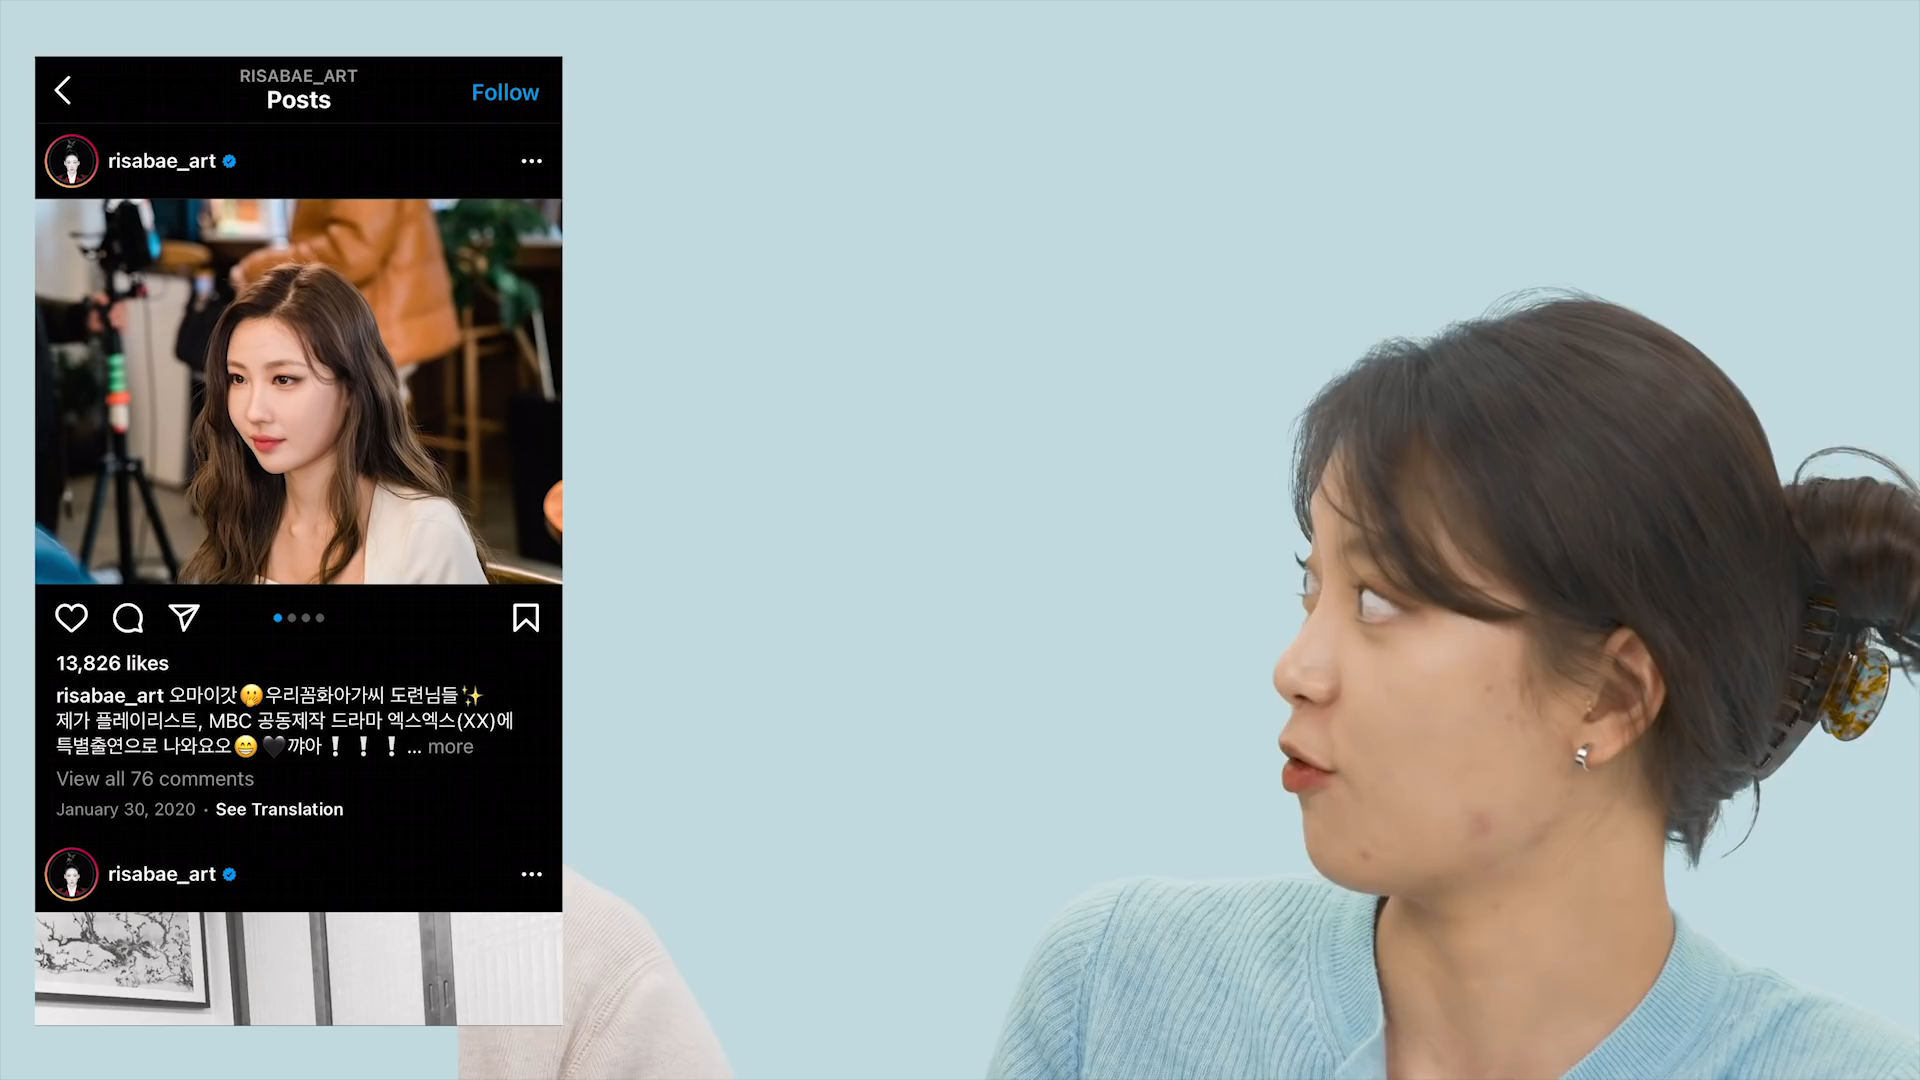 RISABAE_ART
Posts
Follow
risabae_art
13,826 likes
risabae_art 오마이갓🤭우리꼼화아가씨 도련님들✨
제가 플레이리스트, MBC 공동제작 드라마 엑스엑스(XX)에
특별출연으로 나와요오😁🖤꺄아❕❕❕... more
View all 76 comments
January 30, 2020 · See Translation
risabae_art